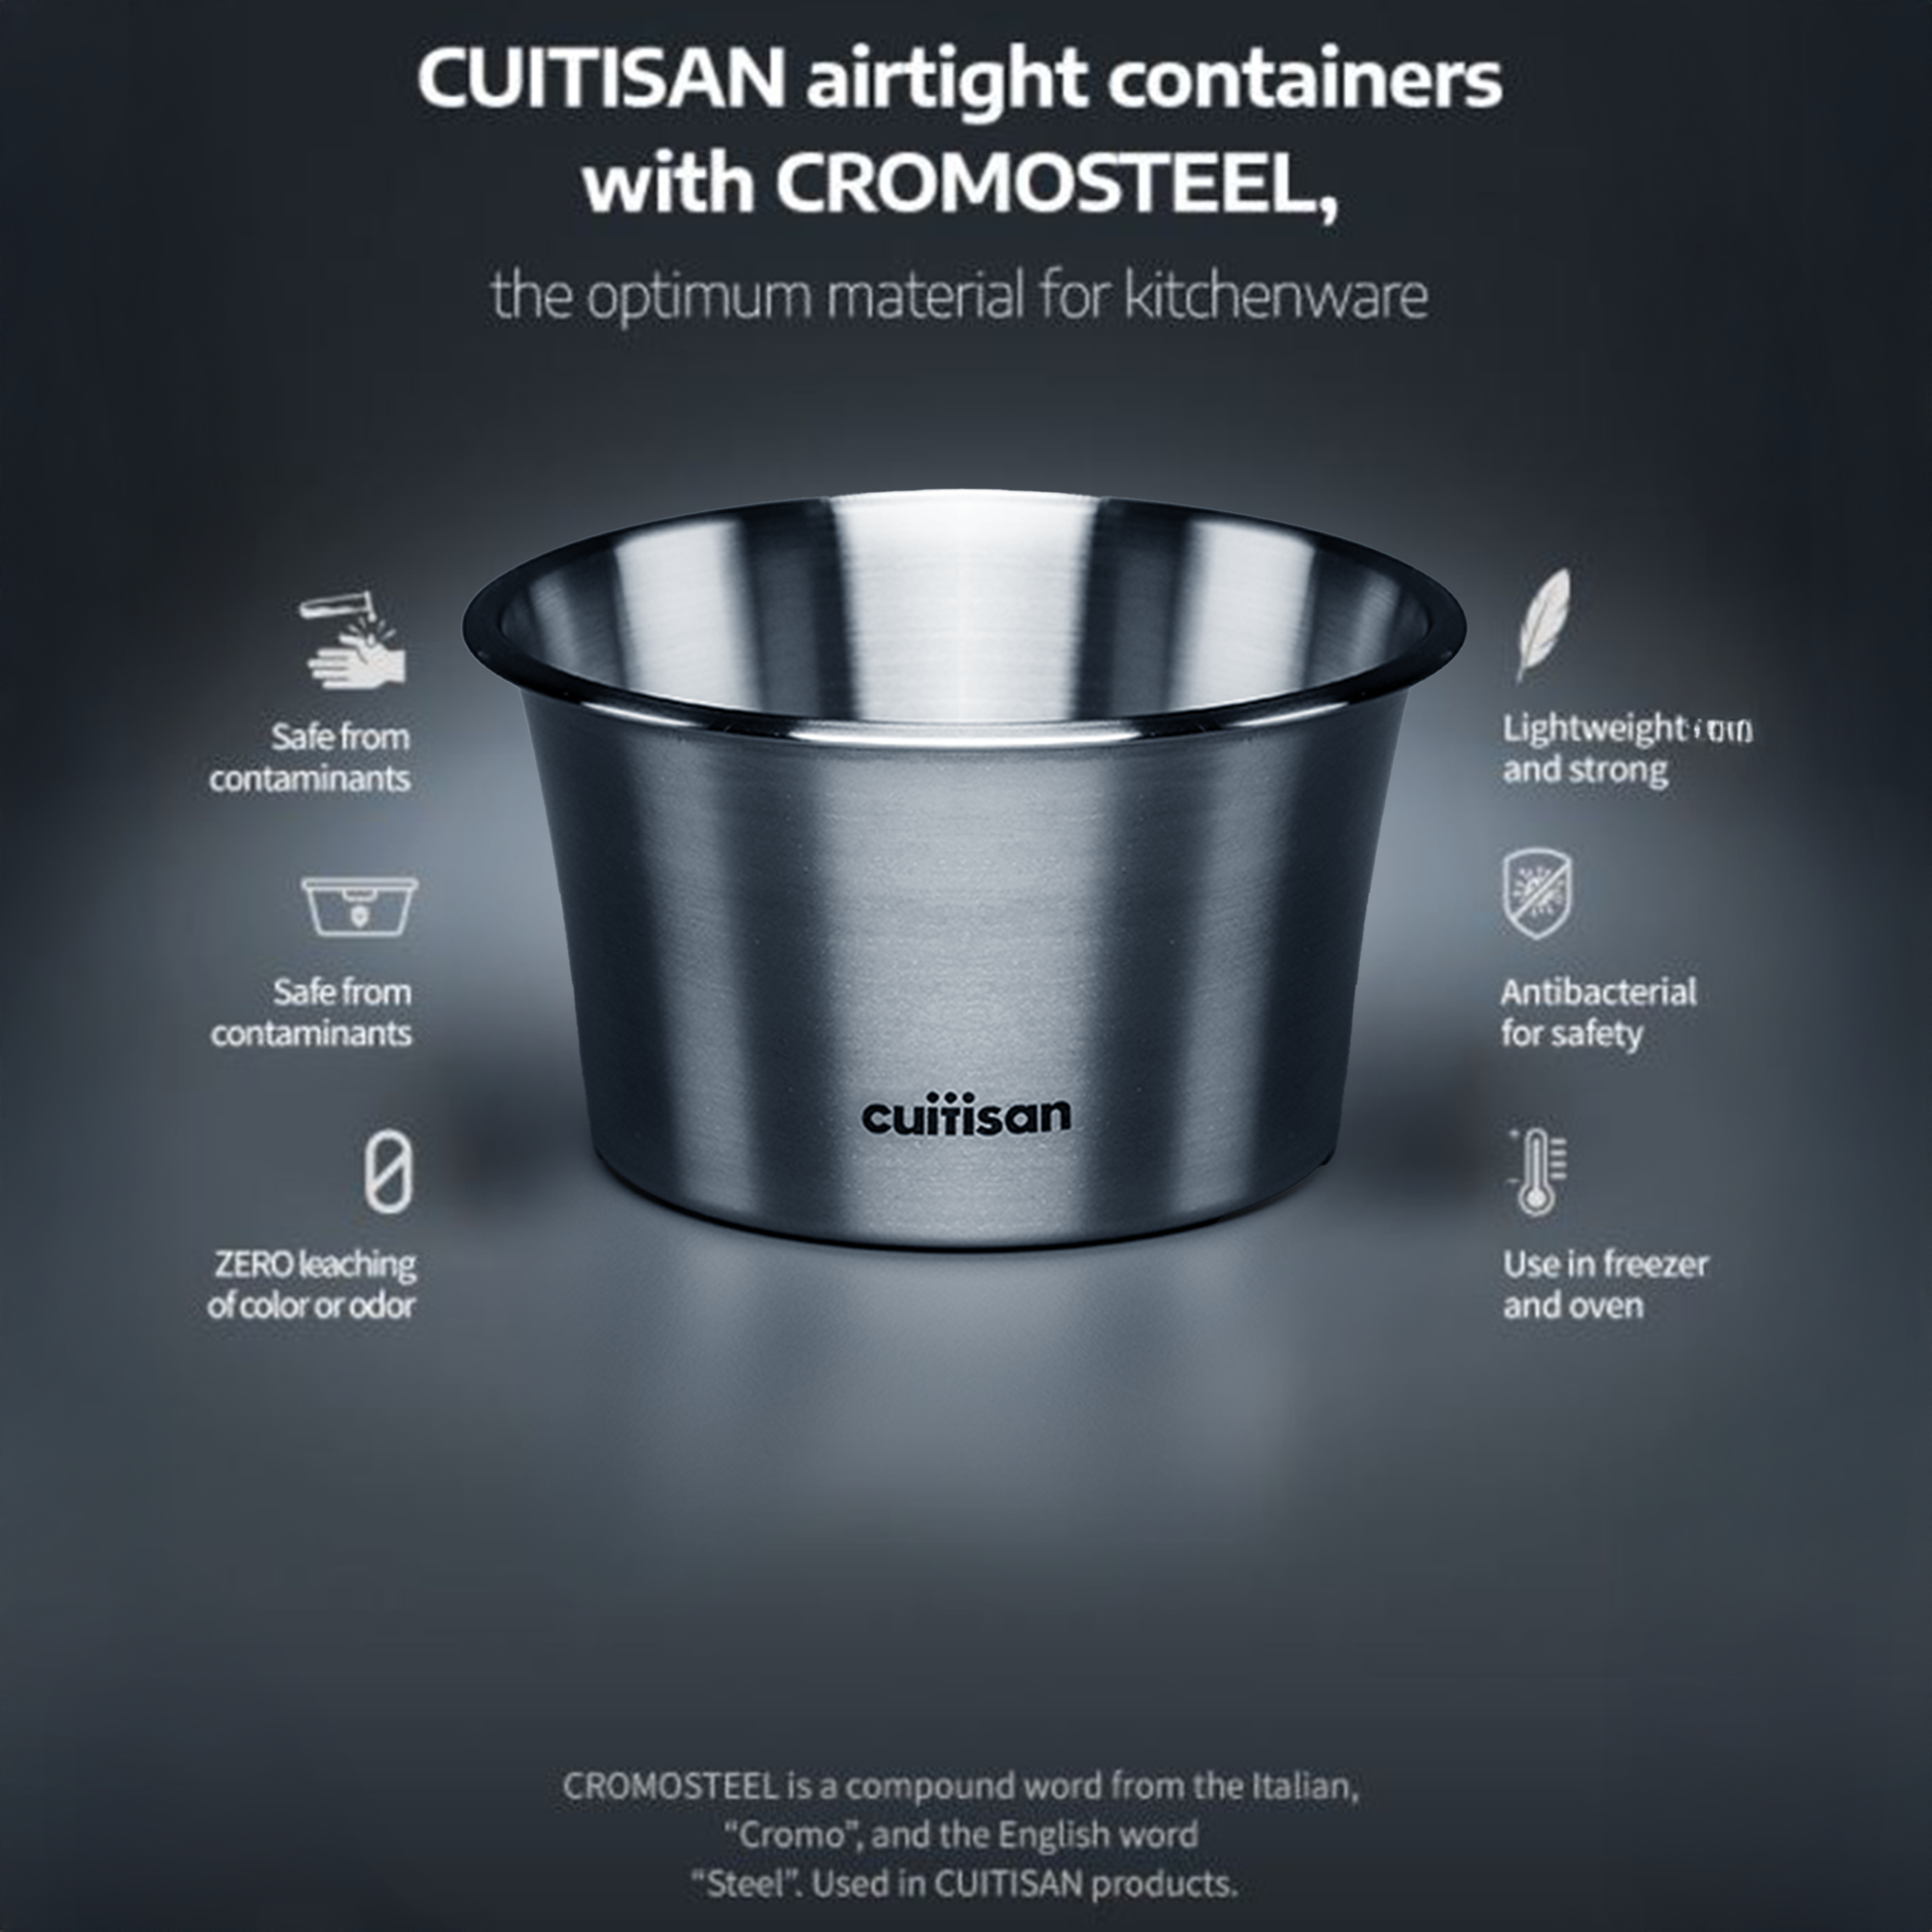 CUITISAN airtight containers
with CROMOSTEEL,
the optimum material for kitchenware
Safe from
contaminants
Safe from
contaminants
ZERO leaching
of color or odor
Lightweight
and strong
Antibacterial
for safety
Use in freezer
and oven
cuitisan
CROMOSTEEL is a compound word from the Italian,
“Cromo”, and the English word
“Steel”. Used in CUITISAN products.